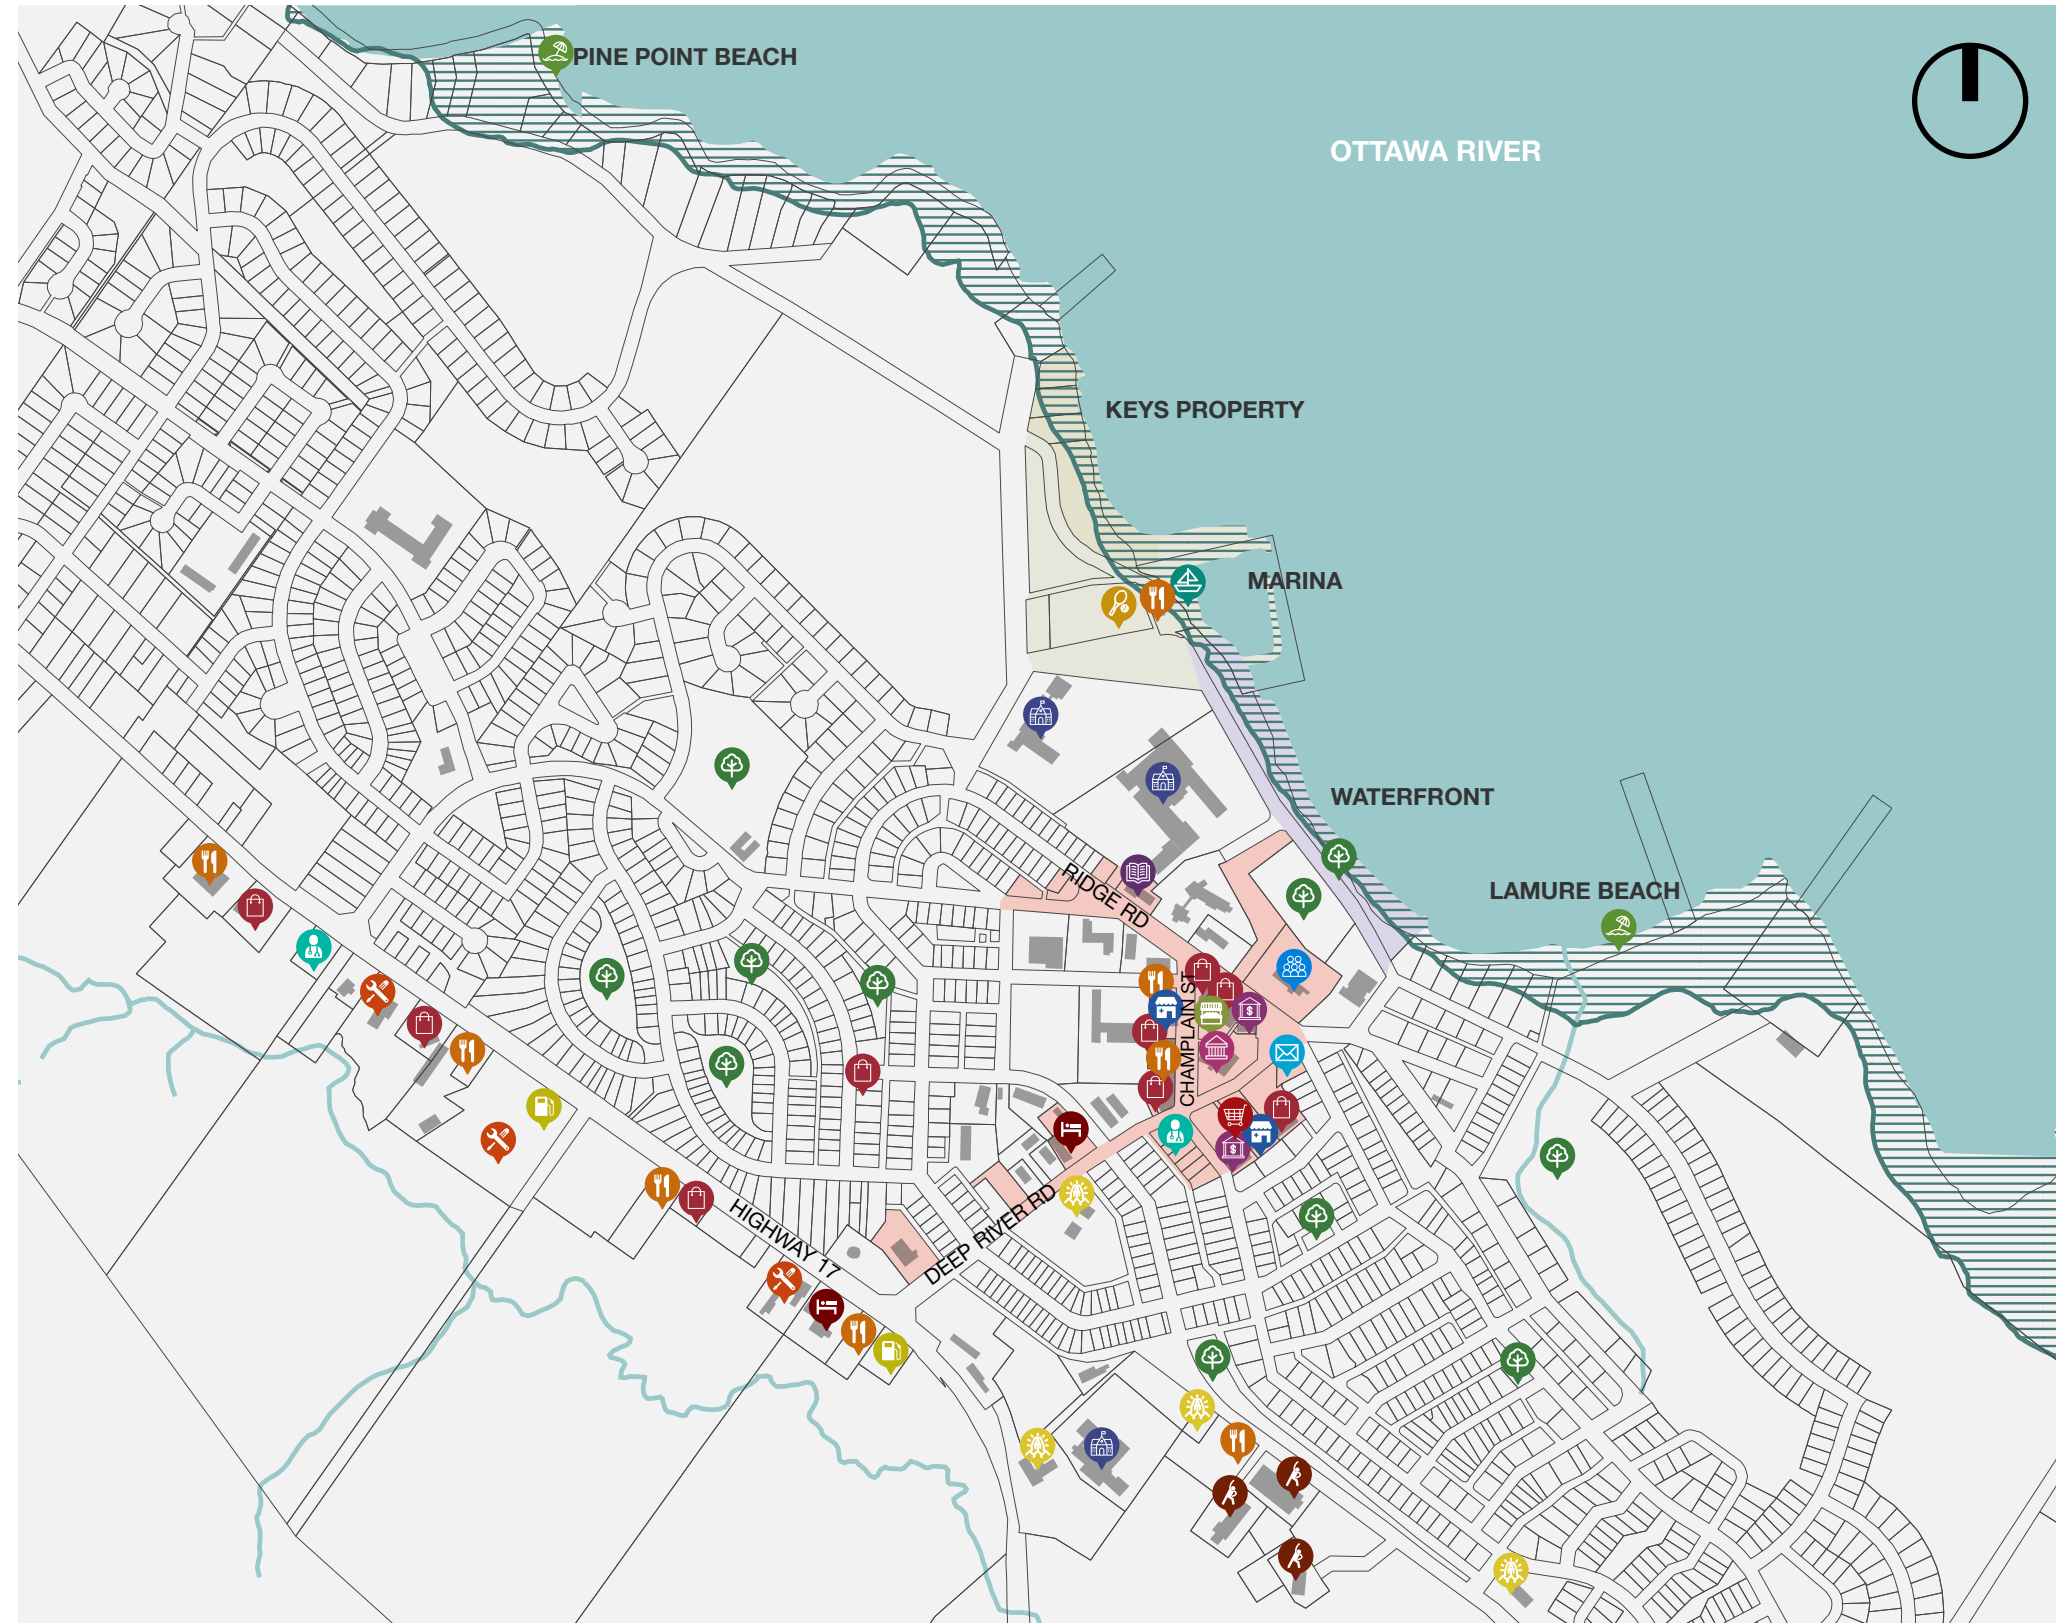 PINE POINT BEACH
OTTAWA RIVER
KEYS PROPERTY
MARINA
WATERFRONT
LAMURE BEACH
RIDGE RD
CHAMPLAIN ST
DEEP RIVER RD
HIGHWAY 17